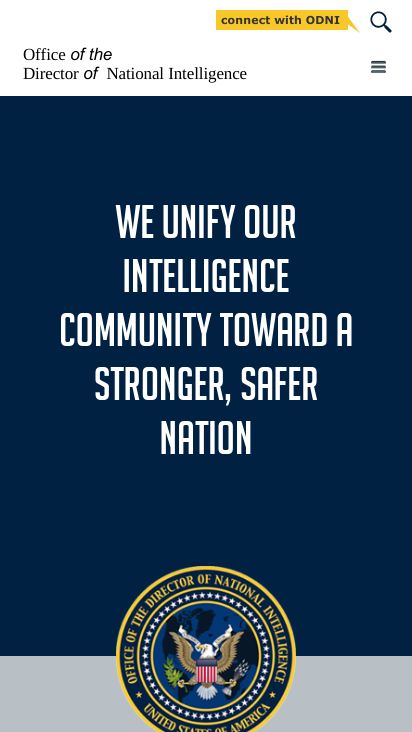 connect with ODNI
Office of the
Director of National Intelligence
WE UNIFY OUR
INTELLIGENCE
COMMUNITY TOWARD A
STRONGER, SAFER
NATION
OFFICE OF THE DIRECTOR OF NATIONAL INTELLIGENCE
UNITED STATES OF AMERICA